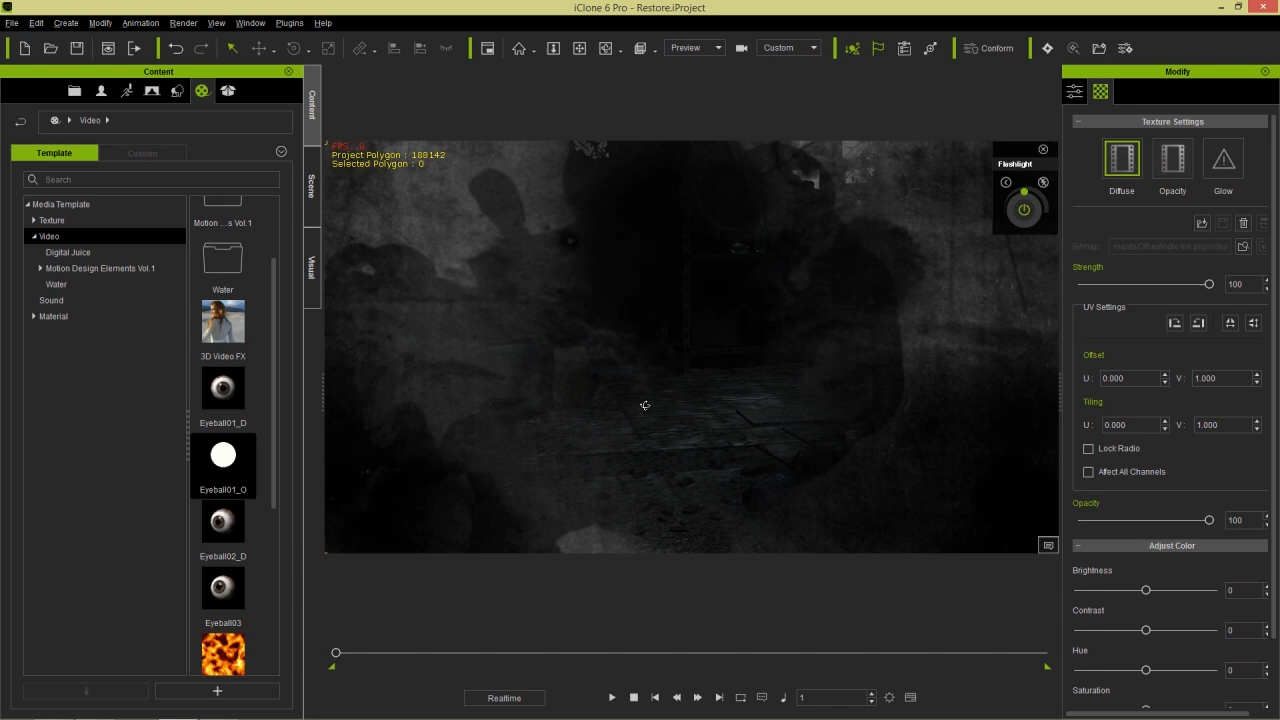 iClone 6 Pro - Restore.iProject
File Edit Create Modify Animation Render View Window Plugins Help
Preview
Custom
Conform
Content
Video
Template
Custom
Search
Media Template
Texture
Video
Digital Juice
Motion Design Elements Vol.1
Water
Sound
Material
Motion ...s Vol.1
Water
3D Video FX
Eyeball01_D
Eyeball01_O
Eyeball02_D
Eyeball03
Content
Scene
Visual
Project Polygon : 188142
Selected Polygon : 0
Flashlight
Realtime
1
Modify
Texture Settings
Diffuse Opacity Glow
Bitmap:
Strength
100
UV Settings
Offset
U : 0.000 V : 1.000
Tiling
U : 0.000 V : 1.000
Lock Radio
Affect All Channels
Opacity
100
Adjust Color
Brightness
0
Contrast
0
Hue
0
Saturation